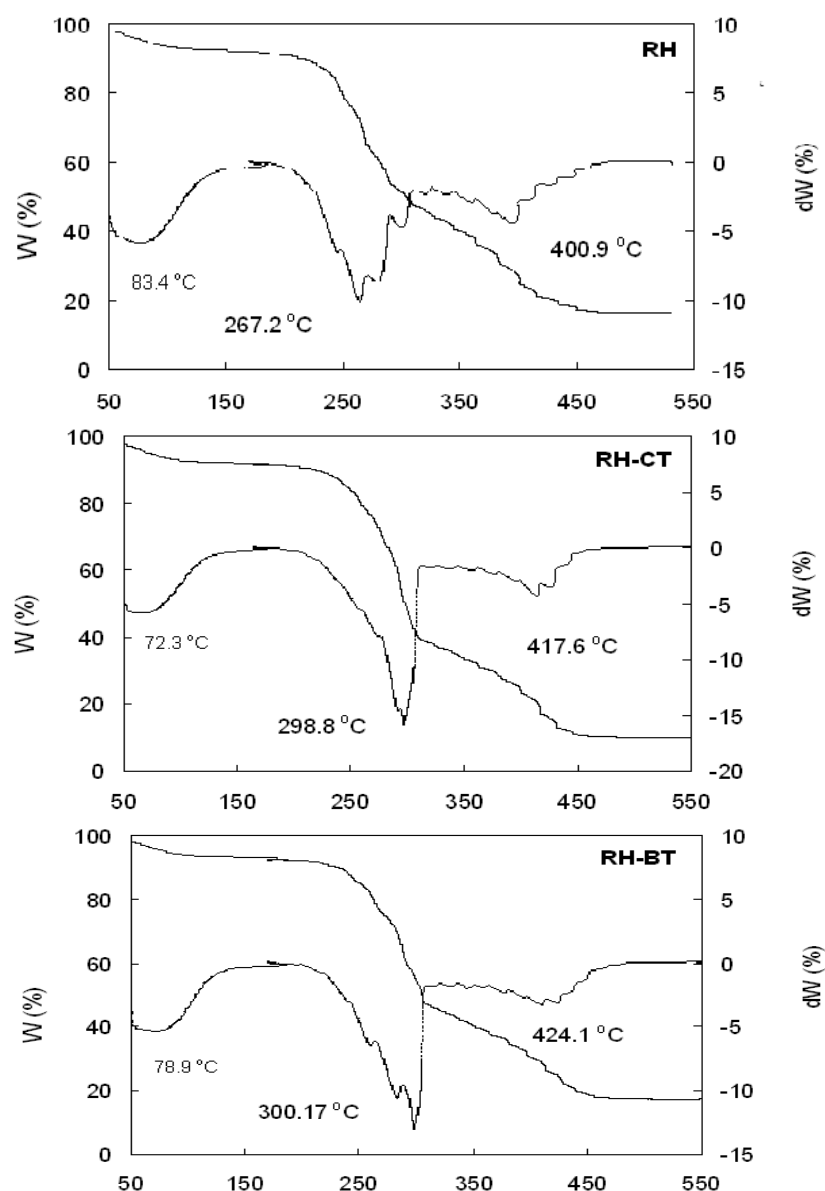 100 10
RH
80 5
60 0
W (%) dW (%)
40 -5
400.9 °C
83.4 °C
20 -10
267.2 °C
0 -15
50 150 250 350 450 550
100 10
RH-CT
80 5
60 0
W (%) dW (%)
-5
40
72.3 °C 417.6 °C
-10
20 -15
298.8 °C
0 -20
50 150 250 350 450 550
100 10
RH-BT
80 5
60 0
W (%) dW (%)
40 -5
424.1 °C
78.9 °C
20 -10
300.17 °C
0 -15
50 150 250 350 450 550